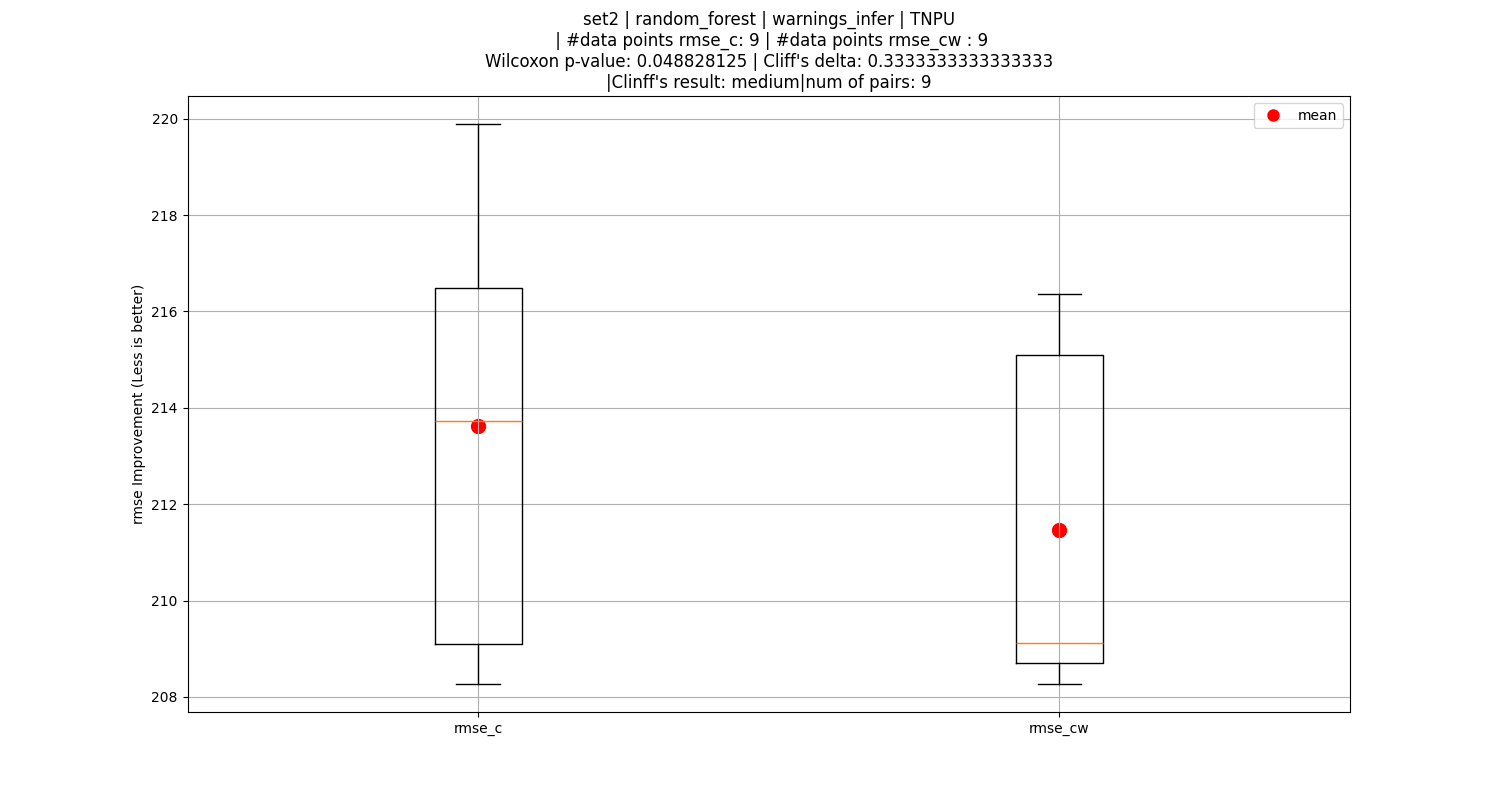 set2 | random_forest | warnings_infer | TNPU
| #data points rmse_c: 9 | #data points rmse_cw : 9
Wilcoxon p-value: 0.048828125 | Cliff's delta: 0.3333333333333333
|Clinff's result: medium|num of pairs: 9
mean
rmse Improvement (Less is better)
220
218
216
214
212
210
208
rmse_c
rmse_cw